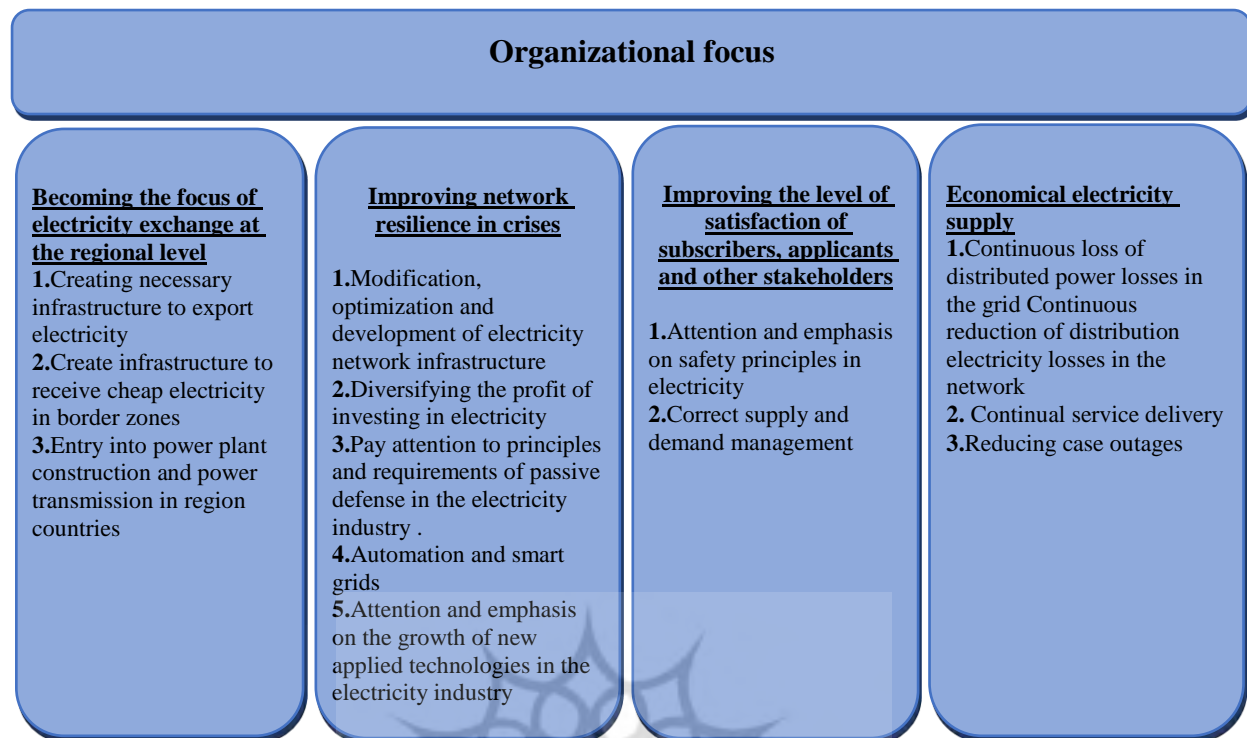 Organizational focus
Becoming the focus of
electricity exchange at
the regional level
1.Creating necessary
infrastructure to export
electricity
2.Create infrastructure to
receive cheap electricity
in border zones
3.Entry into power plant
construction and power
transmission in region
countries
Improving network
resilience in crises
1.Modification,
optimization and
development of electricity
network infrastructure
2.Diversifying the profit of
investing in electricity
3.Pay attention to principles
and requirements of passive
defense in the electricity
industry .
4.Automation and smart
grids
5.Attention and emphasis
on the growth of new
applied technologies in the
electricity industry
Improving the level of
satisfaction of
subscribers, applicants
and other stakeholders
1.Attention and emphasis
on safety principles in
electricity
2.Correct supply and
demand management
Economical electricity
supply
1.Continuous loss of
distributed power losses in
the grid Continuous
reduction of distribution
electricity losses in the
network
2. Continual service delivery
3.Reducing case outages